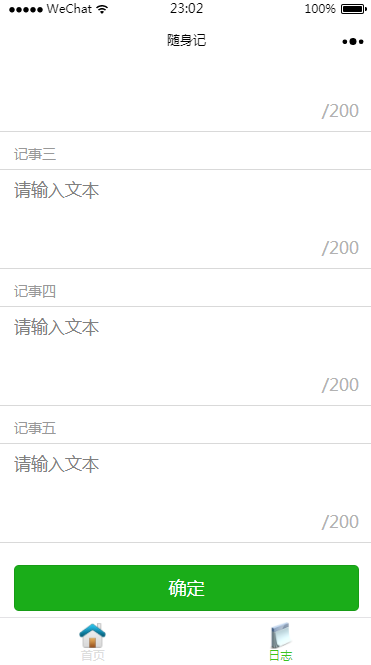 WeChat 23:02 100%
随身记
/200
记事三
请输入文本
/200
记事四
请输入文本
/200
记事五
请输入文本
/200
确定
首页 日志